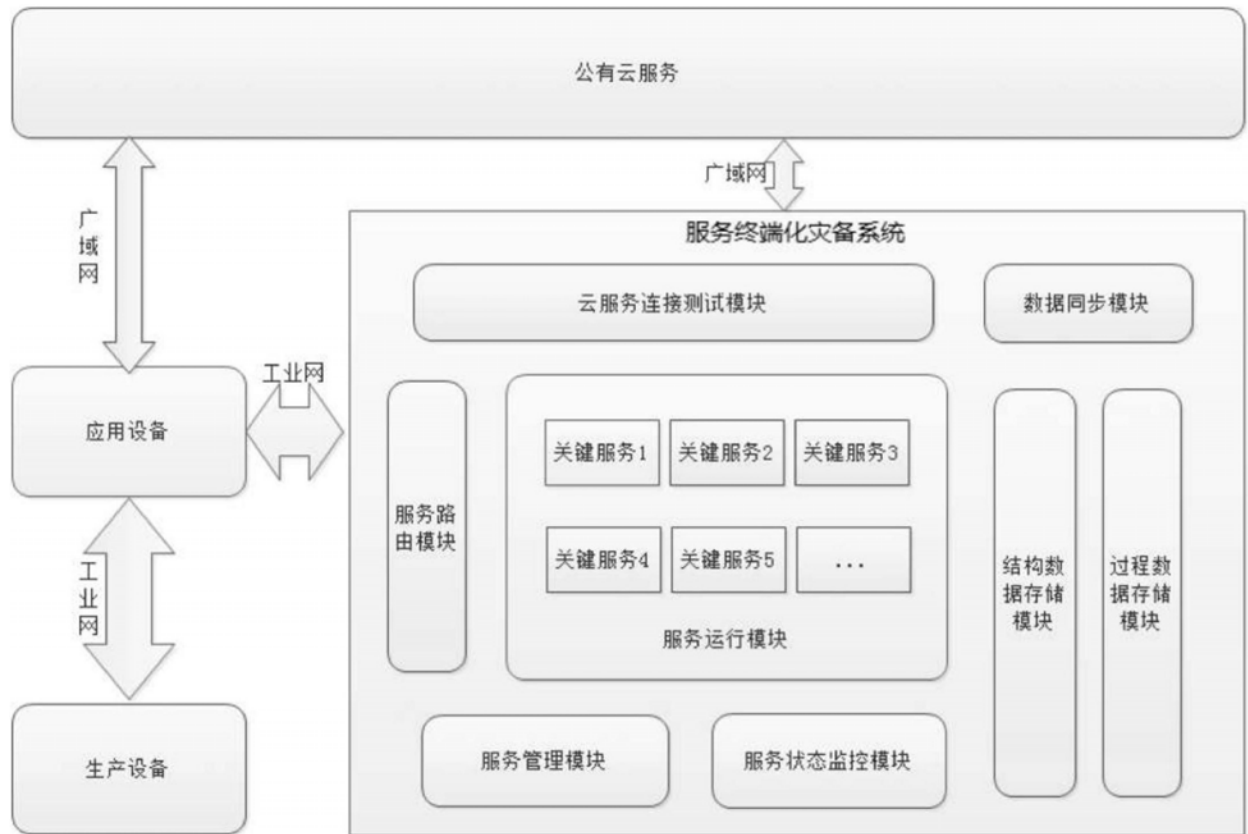 公有云服务
广域网
广
域
网
服务终端化灾备系统
云服务连接测试模块
数据同步模块
工业网
应用设备
关键服务1
关键服务2
关键服务3
服务路
由模块
关键服务4
关键服务5
...
服务运行模块
结构数
据存储
模块
过程数
据存储
模块
工
业
网
生产设备
服务管理模块
服务状态监控模块